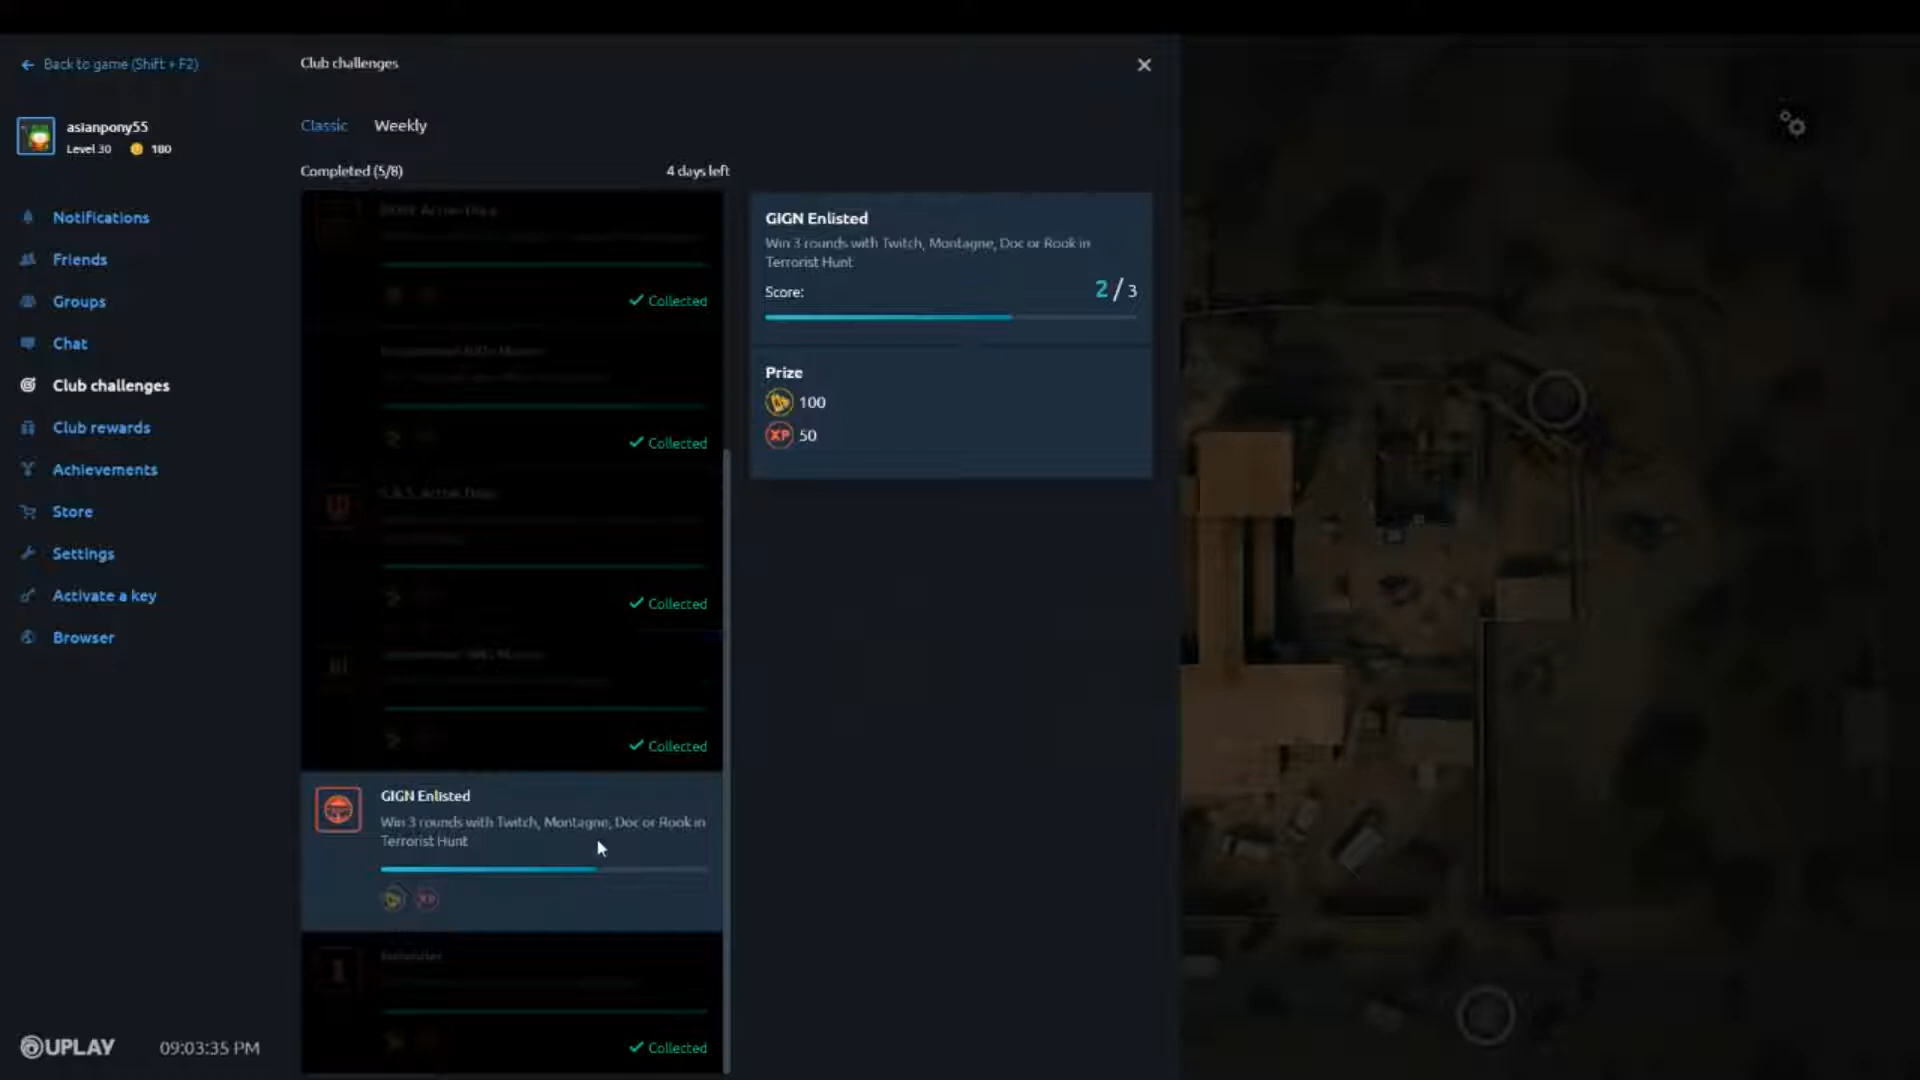 Back to game (Shift + F2)
asianpony55
Level 30 180
Notifications
Friends
Groups
Chat
Club challenges
Club rewards
Achievements
Store
Settings
Activate a key
Browser
UPLAY 09:03:35 PM
Club challenges
Classic Weekly
Completed (5/8) 4 days left
Collected
Collected
Collected
Collected
GIGN Enlisted
Win 3 rounds with Twitch, Montagne, Doc or Rook in
Terrorist Hunt
XP
Collected
GIGN Enlisted
Win 3 rounds with Twitch, Montagne, Doc or Rook in
Terrorist Hunt
Score: 2 / 3
Prize
100
XP 50